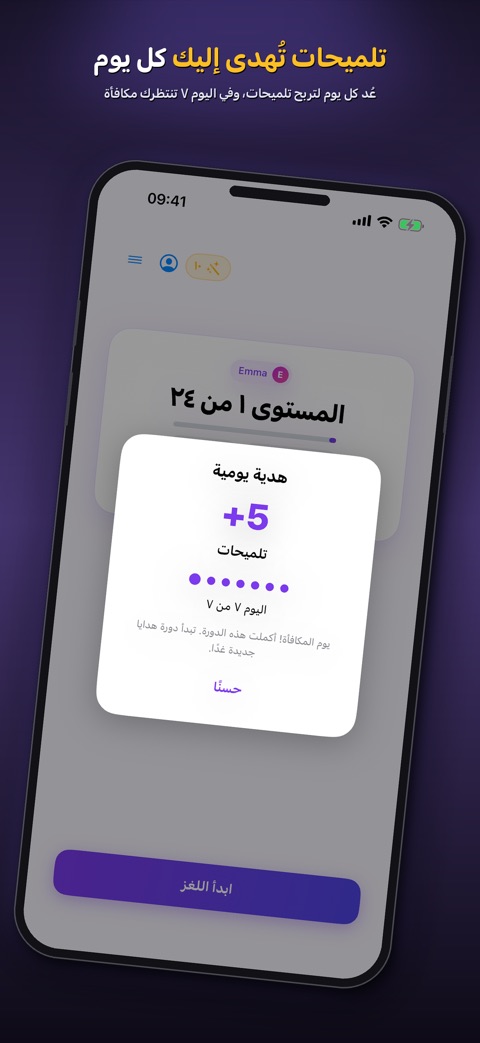 تلميحات تُهدى إليك كل يوم
عُد كل يوم لتربح تلميحات، وفي اليوم ٧ تنتظرك مكافأة
09:41
١٠
Emma E
المستوى ١ من ٢٤
هدية يومية
+5
تلميحات
اليوم ٧ من ٧
يوم المكافأة! أكملت هذه الدورة. تبدأ دورة هدايا
جديدة غدًا.
حسنًا
ابدأ اللغز